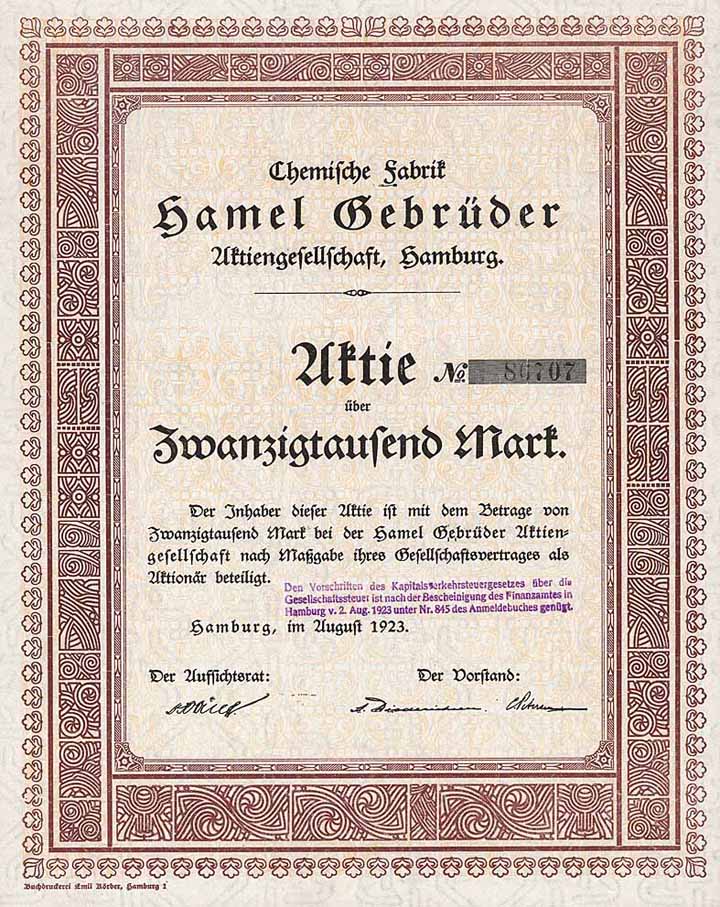 Chemische Fabrik
Hamel Gebrüder
Aktiengesellschaft, Hamburg.
Aktie No. 86707
über
Zwanzigtausend Mark.
Der Inhaber dieser Aktie ist mit dem Betrage von
Zwanzigtausend Mark bei der Hamel Gebrüder Aktien-
gesellschaft nach Maßgabe ihres Gesellschaftsvertrages als
Aktionär beteiligt.
Den Vorschriften des Kapitalverkehrsteuergesetzes über die
Gesellschaftssteuer ist nach der Bescheinigung des Finanzamtes in
Hamburg v. 2. Aug. 1923 unter Nr. 845 des Anmeldebuches genügt.
Hamburg, im August 1923.
Der Aufsichtsrat: Der Vorstand:
Buchdruckerei Emil Körber, Hamburg 1